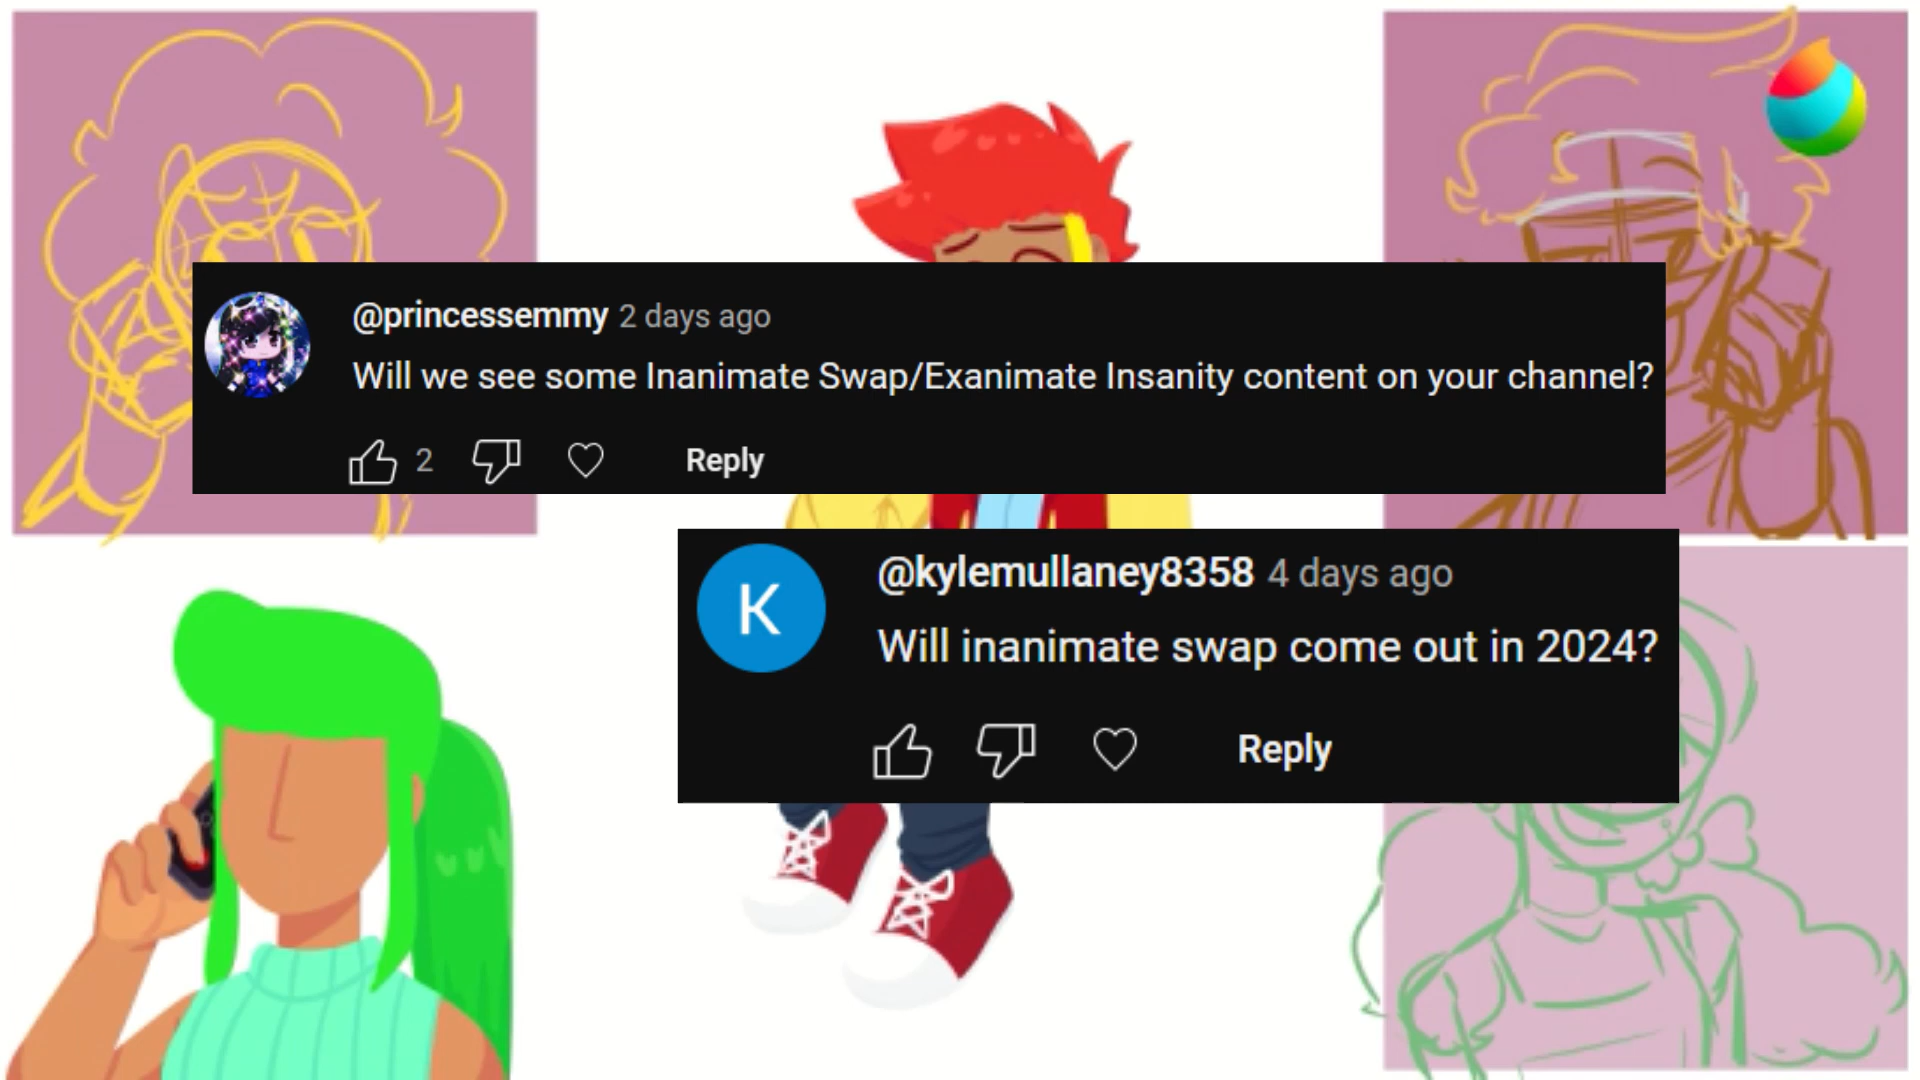 @princessemmy 2 days ago
Will we see some Inanimate Swap/Exanimate Insanity content on your channel?
2
Reply
K
@kylemullaney8358 4 days ago
Will inanimate swap come out in 2024?
Reply